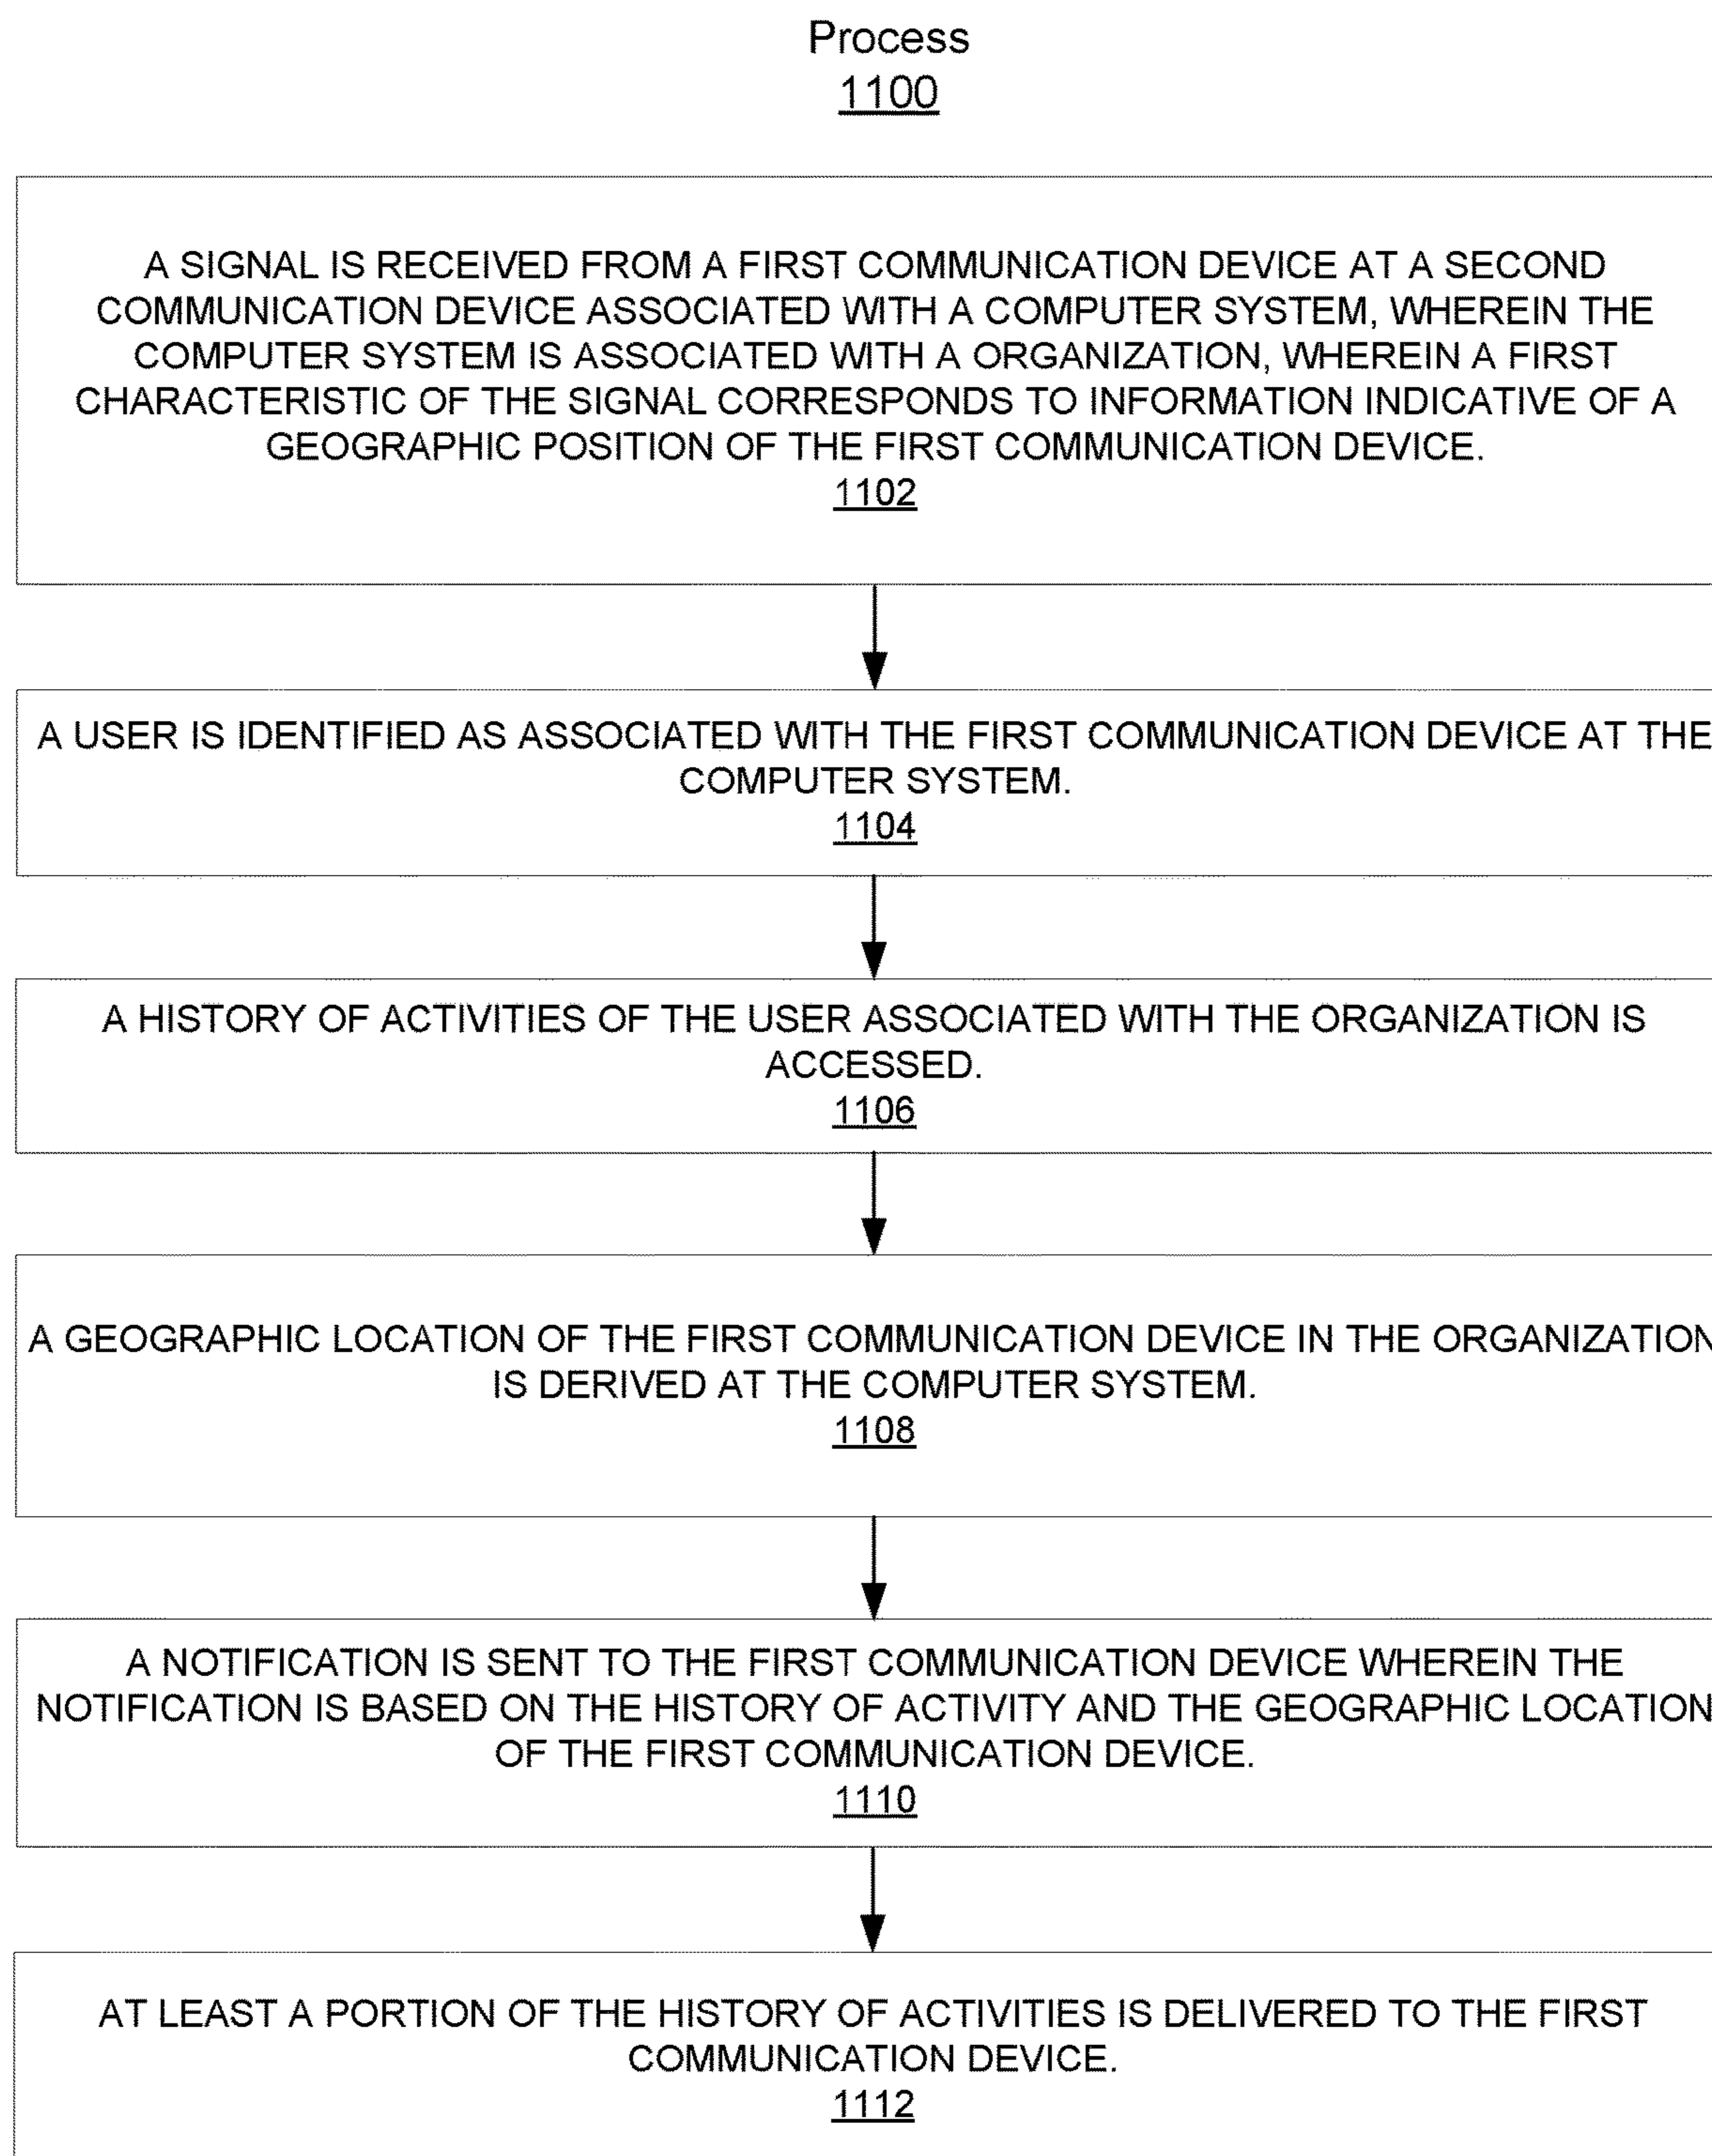 Process
1100
A SIGNAL IS RECEIVED FROM A FIRST COMMUNICATION DEVICE AT A SECOND
COMMUNICATION DEVICE ASSOCIATED WITH A COMPUTER SYSTEM, WHEREIN THE
COMPUTER SYSTEM IS ASSOCIATED WITH A ORGANIZATION, WHEREIN A FIRST
CHARACTERISTIC OF THE SIGNAL CORRESPONDS TO INFORMATION INDICATIVE OF A
GEOGRAPHIC POSITION OF THE FIRST COMMUNICATION DEVICE.
1102
A USER IS IDENTIFIED AS ASSOCIATED WITH THE FIRST COMMUNICATION DEVICE AT THE
COMPUTER SYSTEM.
1104
A HISTORY OF ACTIVITIES OF THE USER ASSOCIATED WITH THE ORGANIZATION IS
ACCESSED.
1106
A GEOGRAPHIC LOCATION OF THE FIRST COMMUNICATION DEVICE IN THE ORGANIZATION
IS DERIVED AT THE COMPUTER SYSTEM.
1108
A NOTIFICATION IS SENT TO THE FIRST COMMUNICATION DEVICE WHEREIN THE
NOTIFICATION IS BASED ON THE HISTORY OF ACTIVITY AND THE GEOGRAPHIC LOCATION
OF THE FIRST COMMUNICATION DEVICE.
1110
AT LEAST A PORTION OF THE HISTORY OF ACTIVITIES IS DELIVERED TO THE FIRST
COMMUNICATION DEVICE.
1112